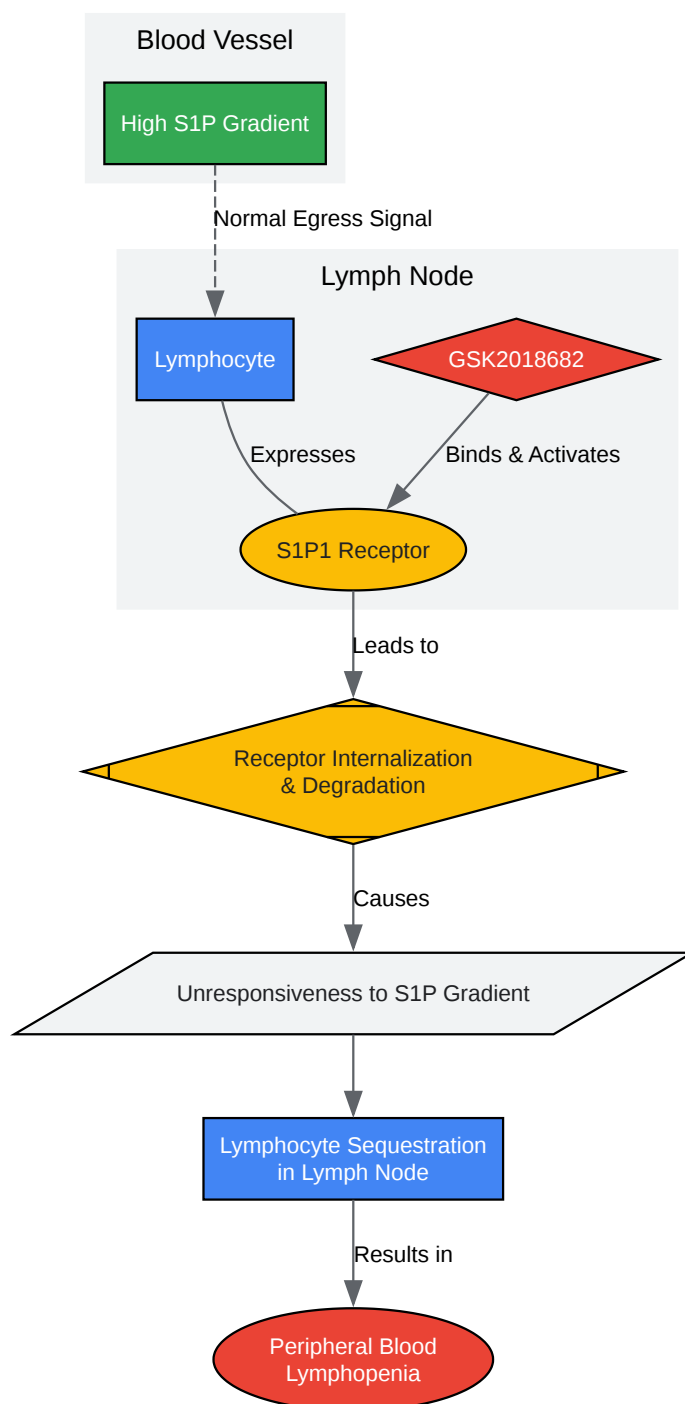 Blood Vessel
High S1P Gradient
Normal Egress Signal
Lymph Node
Lymphocyte
GSK2018682
Expresses
Binds & Activates
S1P1 Receptor
Leads to
Receptor Internalization
& Degradation
Causes
Unresponsiveness to S1P Gradient
Lymphocyte Sequestration
in Lymph Node
Results in
Peripheral Blood
Lymphopenia